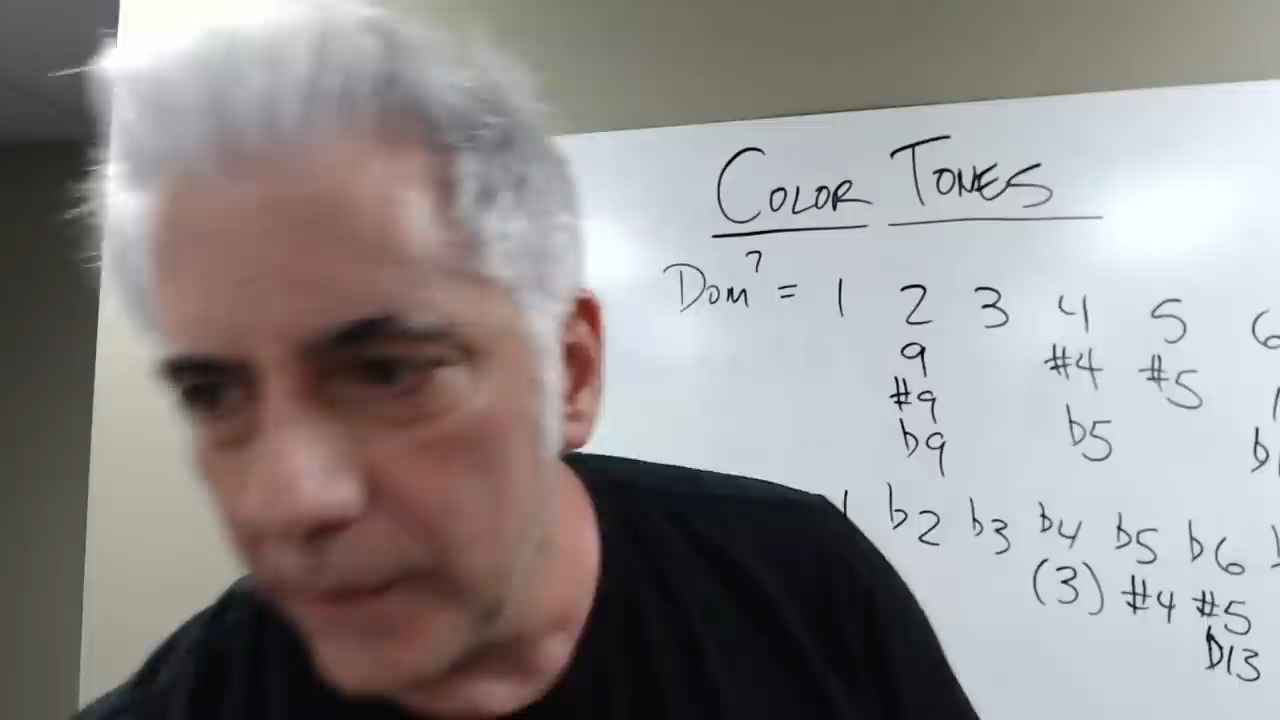 COLOR TONES
Dom7 = 1 2 3 4 5 6
9 #4 #5
#9
b9 b5
b2 b3 b4 b5 b6
(3) #4 #5
b13